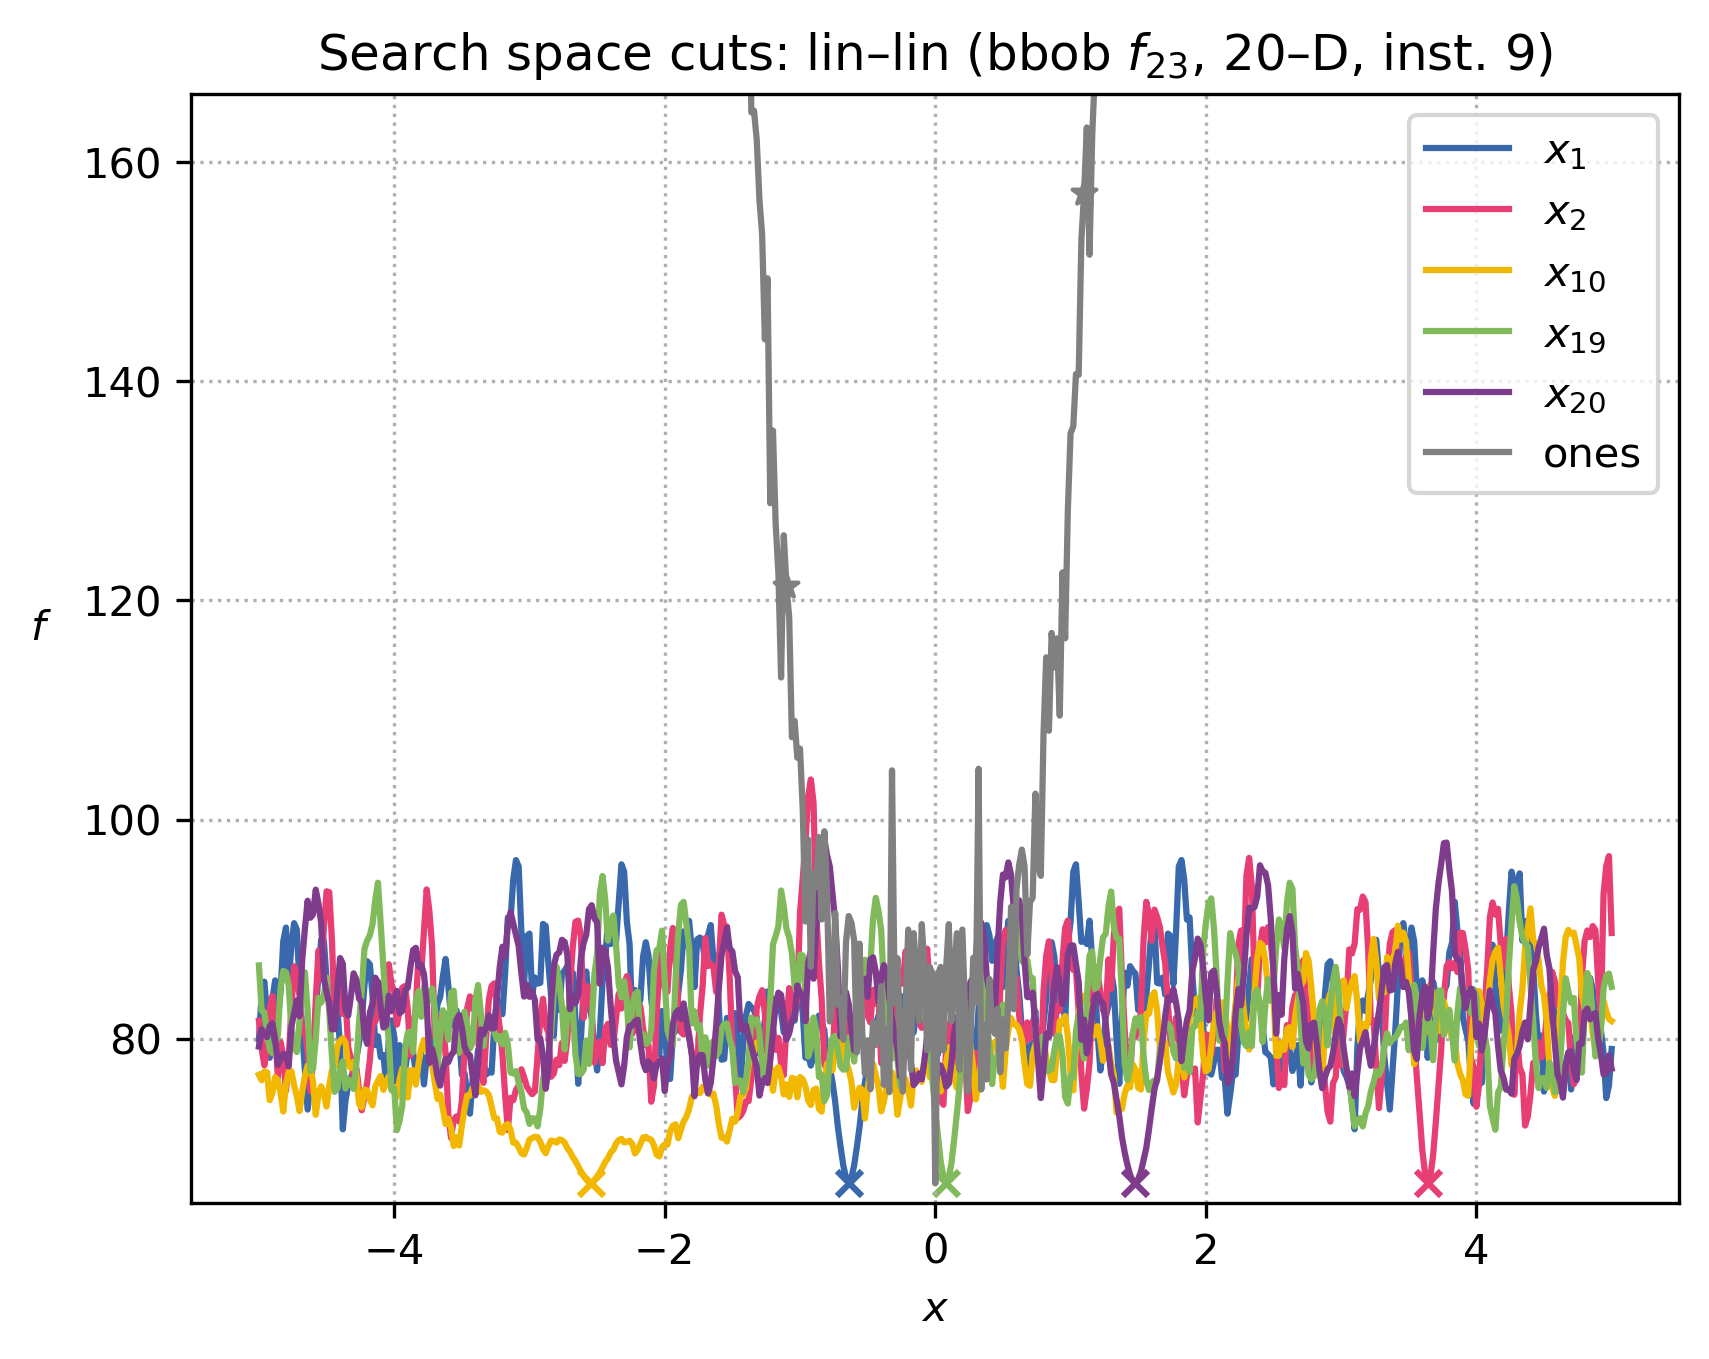 Search space cuts: lin–lin (bbob f₂₃, 20–D, inst. 9)
160
140
120
100
80
f
−4
−2
0
2
4
x
x₁
x₂
x₁₀
x₁₉
x₂₀
ones